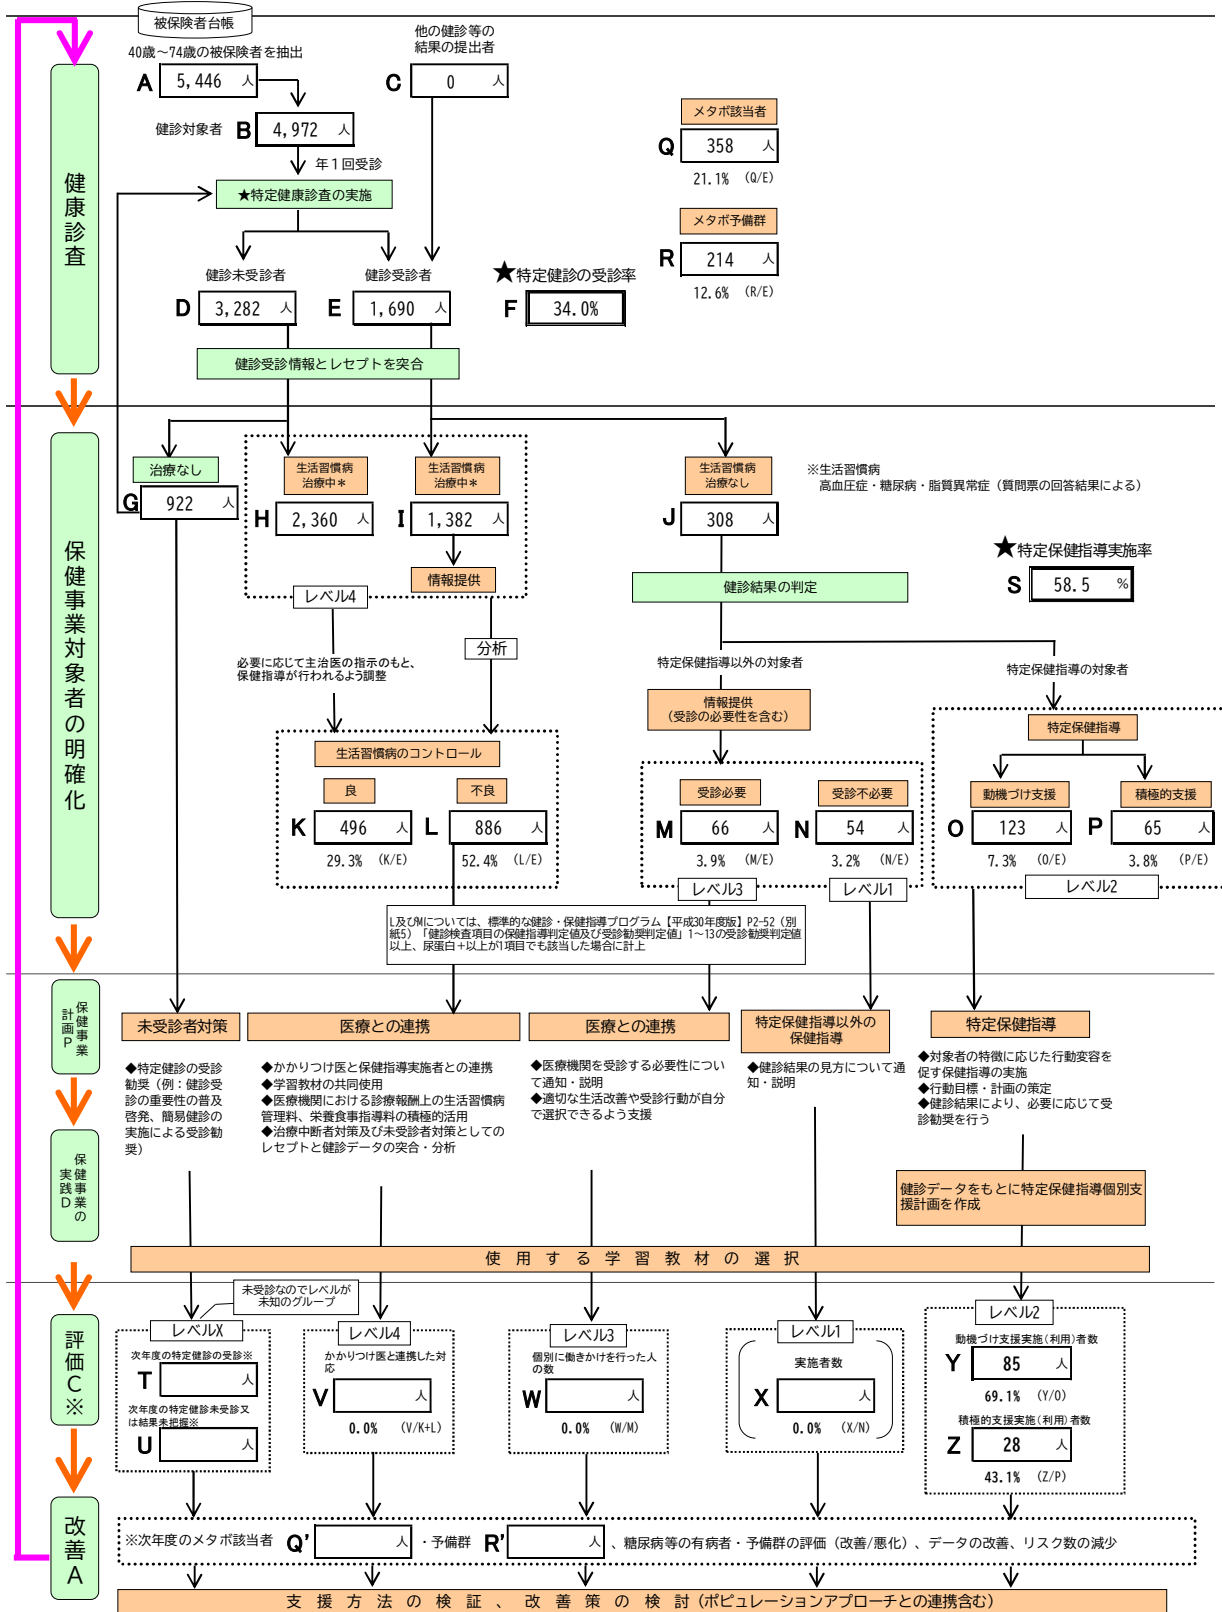 被保険者台帳
40歳～74歳の被保険者を抽出
A 5,446 人
他の健診等の
結果の提出者
C 0 人
健診対象者 B 4,972 人
年1回受診
★特定健康診査の実施
メタボ該当者
Q 358 人
21.1% (Q/E)
メタボ予備群
R 214 人
12.6% (R/E)
健康診査
健診未受診者
D 3,282 人
健診受診者
E 1,690 人
★特定健診の受診率
F 34.0%
健診受診情報とレセプトを突合
保健事業対象者の明確化
治療なし
G 922 人
生活習慣病
治療中＊
H 2,360 人
生活習慣病
治療中＊
I 1,382 人
情報提供
レベル4
生活習慣病
治療なし
J 308 人
※生活習慣病
高血圧症・糖尿病・脂質異常症（質問票の回答結果による）
★特定保健指導実施率
S 58.5 %
健診結果の判定
分析
必要に応じて主治医の指示のもと、
保健指導が行われるよう調整
特定保健指導以外の対象者
特定保健指導の対象者
情報提供
（受診の必要性を含む）
特定保健指導
生活習慣病のコントロール
良
K 496 人
29.3% (K/E)
不良
L 886 人
52.4% (L/E)
受診必要
M 66 人
3.9% (M/E)
レベル3
受診不必要
N 54 人
3.2% (N/E)
レベル1
動機づけ支援
O 123 人
7.3% (O/E)
積極的支援
P 65 人
3.8% (P/E)
レベル2
L及びMについては、標準的な健診・保健指導プログラム【平成30年度版】P2-52（別
紙5）「健診検査項目の保健指導判定値及び受診勧奨判定値」1～13の受診勧奨判定値
以上、尿蛋白＋以上が1項目でも該当した場合に計上
保健事業
計画P
未受診者対策
◆特定健診の受診
勧奨（例：健診受
診の重要性の普及
啓発、簡易健診の
実施による受診勧
奨）
医療との連携
◆かかりつけ医と保健指導実施者との連携
◆学習教材の共同使用
◆医療機関における診療報酬上の生活習慣病
管理料、栄養食事指導料の積極的活用
◆治療中断者対策及び未受診者対策としての
レセプトと健診データの突合・分析
医療との連携
◆医療機関を受診する必要性につい
て通知・説明
◆適切な生活改善や受診行動が自分
で選択できるよう支援
特定保健指導以外の
保健指導
◆健診結果の見方について通
知・説明
特定保健指導
◆対象者の特徴に応じた行動変容を
促す保健指導の実施
◆行動目標・計画の策定
◆健診結果により、必要に応じて受
診勧奨を行う
保健事業の
実践D
健診データをもとに特定保健指導個別支
援計画を作成
使用する学習教材の選択
未受診なのでレベルが
未知のグループ
評価C※
レベルX
次年度の特定健診の受診※
T 人
次年度の特定健診未受診又
は結果未把握※
U 人
レベル4
かかりつけ医と連携した対
応
V 人
0.0% (V/K+L)
レベル3
個別に働きかけを行った人
の数
W 人
0.0% (W/M)
レベル1
実施者数
X 人
0.0% (X/N)
レベル2
動機づけ支援実施(利用)者数
Y 85 人
69.1% (Y/O)
積極的支援実施(利用)者数
Z 28 人
43.1% (Z/P)
改善A
※次年度のメタボ該当者 Q' 人 ・予備群 R' 人 、糖尿病等の有病者・予備群の評価（改善/悪化）、データの改善、リスク数の減少
支援方法の検証、改善策の検討(ポピュレーションアプローチとの連携含む)